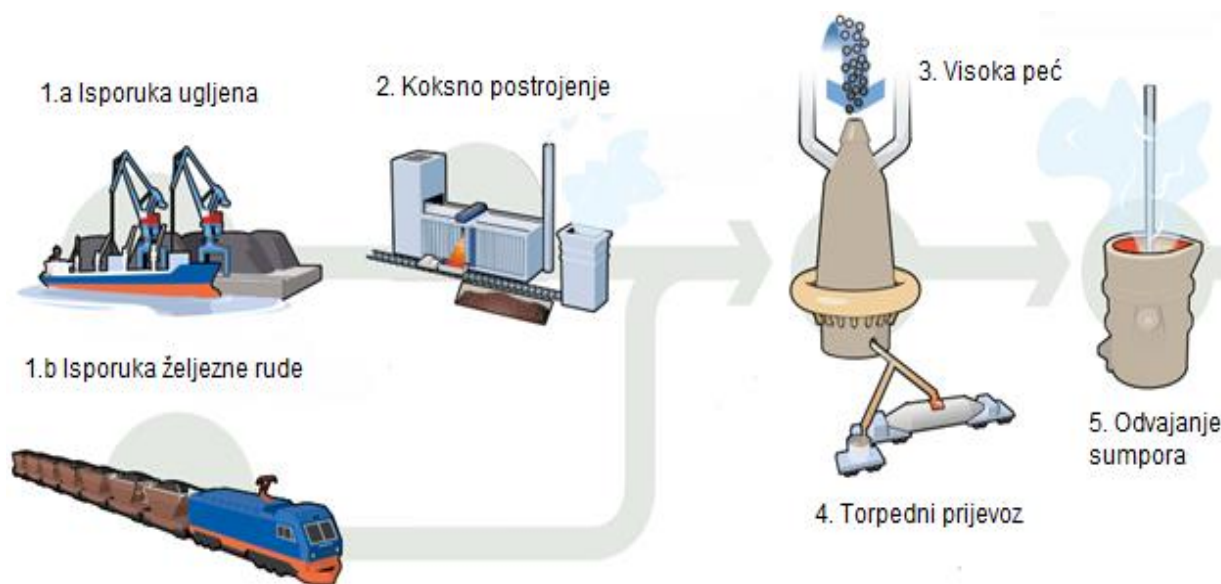 1.a Isporuka ugljena
2. Koksno postrojenje
3. Visoka peć
1.b Isporuka željezne rude
4. Torpedni prijevoz
5. Odvajanje
sumpora